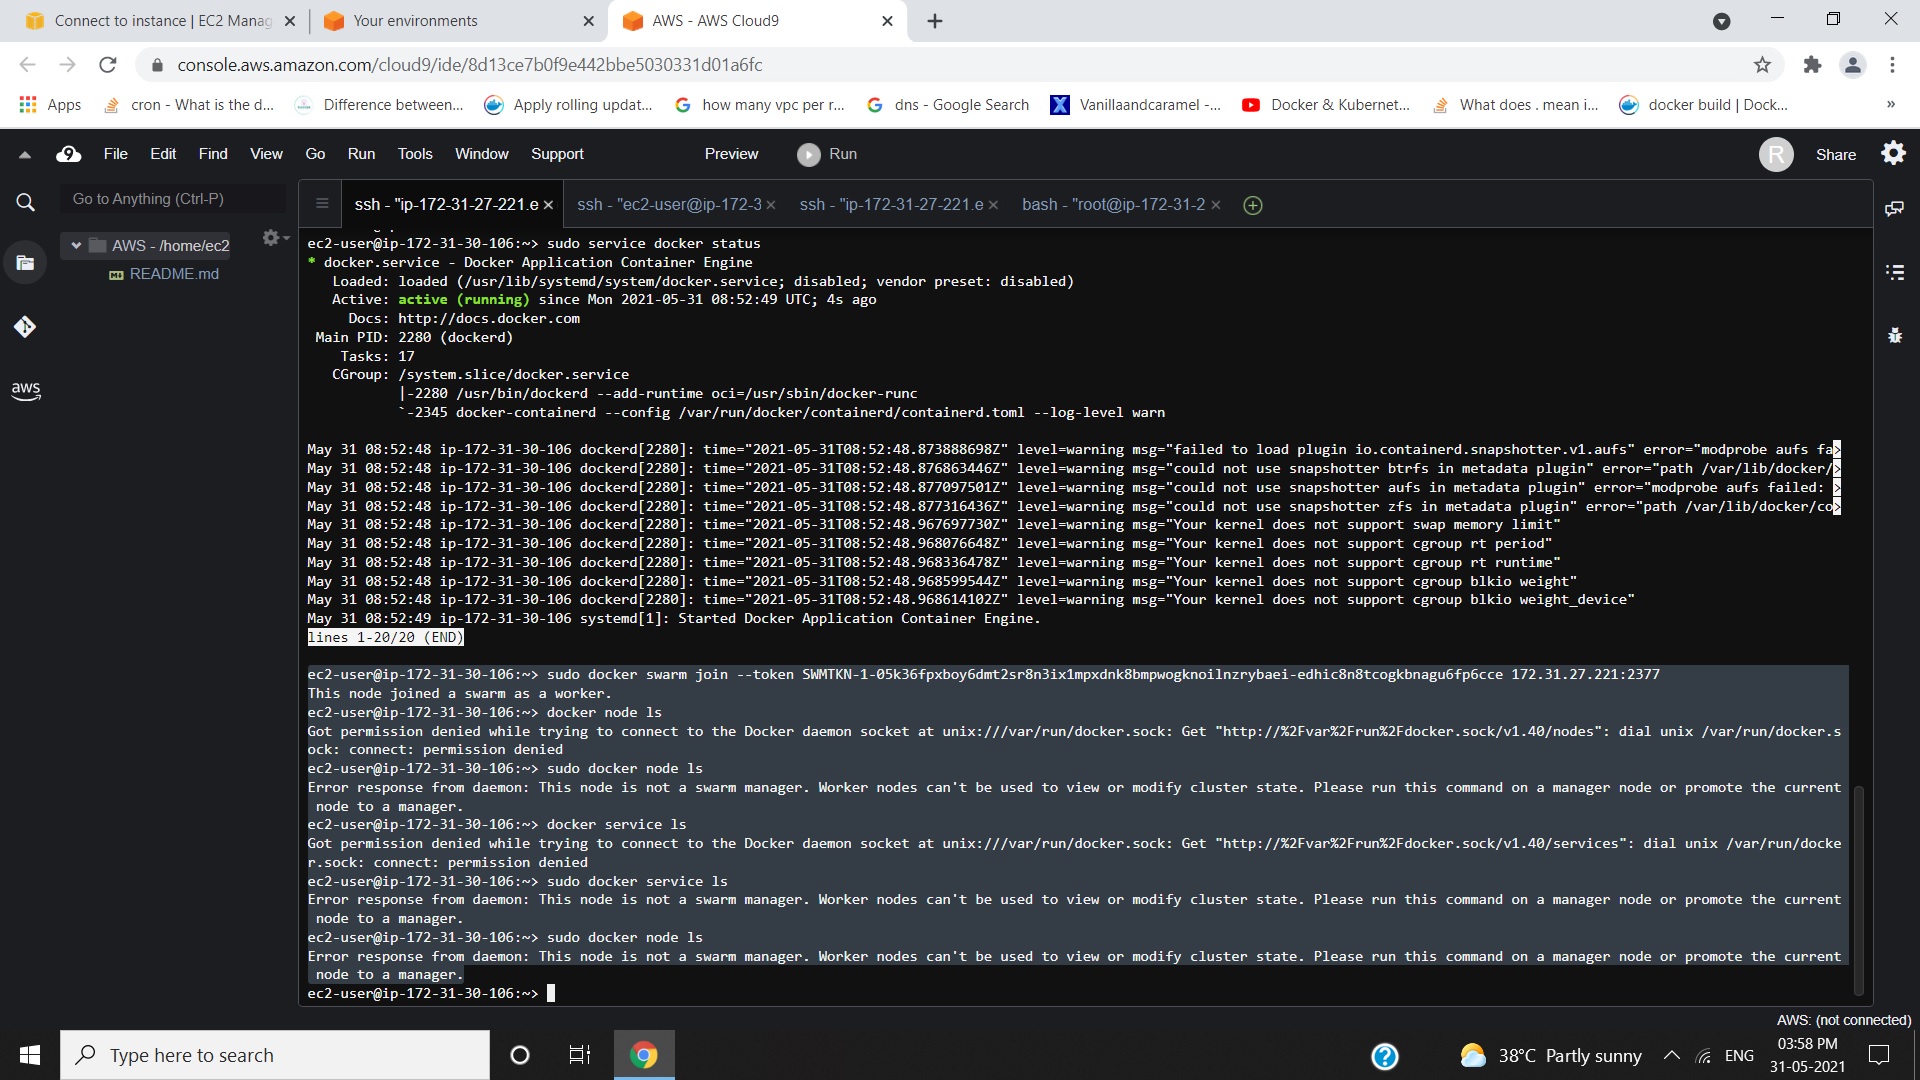 Connect to instance | EC2 Manag
Your environments
AWS - AWS Cloud9
console.aws.amazon.com/cloud9/ide/8d13ce7b0f9e442bbe5030331d01a6fc
Apps
cron - What is the d...
Difference between...
Apply rolling updat...
how many vpc per r...
dns - Google Search
Vanillaandcaramel -...
Docker & Kubernet...
What does . mean i...
docker build | Dock...
»
9 File Edit Find View Go Run Tools Window Support Preview Run
R Share
Go to Anything (Ctrl-P)
ssh - "ip-172-31-27-221.e
ssh - "ec2-user@ip-172-3
ssh - "ip-172-31-27-221.e
bash - "root@ip-172-31-2
AWS - /home/ec2
README.md
aws
ec2-user@ip-172-31-30-106:~> sudo service docker status
* docker.service - Docker Application Container Engine
Loaded: loaded (/usr/lib/systemd/system/docker.service; disabled; vendor preset: disabled)
Active: active (running) since Mon 2021-05-31 08:52:49 UTC; 4s ago
Docs: http://docs.docker.com
Main PID: 2280 (dockerd)
Tasks: 17
CGroup: /system.slice/docker.service
|-2280 /usr/bin/dockerd --add-runtime oci=/usr/sbin/docker-runc
`-2345 docker-containerd --config /var/run/docker/containerd/containerd.toml --log-level warn
May 31 08:52:48 ip-172-31-30-106 dockerd[2280]: time="2021-05-31T08:52:48.873888698Z" level=warning msg="failed to load plugin io.containerd.snapshotter.v1.aufs" error="modprobe aufs fa>
May 31 08:52:48 ip-172-31-30-106 dockerd[2280]: time="2021-05-31T08:52:48.876863446Z" level=warning msg="could not use snapshotter btrfs in metadata plugin" error="path /var/lib/docker/>
May 31 08:52:48 ip-172-31-30-106 dockerd[2280]: time="2021-05-31T08:52:48.877097501Z" level=warning msg="could not use snapshotter aufs in metadata plugin" error="modprobe aufs failed: >
May 31 08:52:48 ip-172-31-30-106 dockerd[2280]: time="2021-05-31T08:52:48.877316436Z" level=warning msg="could not use snapshotter zfs in metadata plugin" error="path /var/lib/docker/co>
May 31 08:52:48 ip-172-31-30-106 dockerd[2280]: time="2021-05-31T08:52:48.967697730Z" level=warning msg="Your kernel does not support swap memory limit"
May 31 08:52:48 ip-172-31-30-106 dockerd[2280]: time="2021-05-31T08:52:48.968076648Z" level=warning msg="Your kernel does not support cgroup rt period"
May 31 08:52:48 ip-172-31-30-106 dockerd[2280]: time="2021-05-31T08:52:48.968336478Z" level=warning msg="Your kernel does not support cgroup rt runtime"
May 31 08:52:48 ip-172-31-30-106 dockerd[2280]: time="2021-05-31T08:52:48.968599544Z" level=warning msg="Your kernel does not support cgroup blkio weight"
May 31 08:52:48 ip-172-31-30-106 dockerd[2280]: time="2021-05-31T08:52:48.968614102Z" level=warning msg="Your kernel does not support cgroup blkio weight_device"
May 31 08:52:49 ip-172-31-30-106 systemd[1]: Started Docker Application Container Engine.
lines 1-20/20 (END)
ec2-user@ip-172-31-30-106:~> sudo docker swarm join --token SWMTKN-1-05k36fpxboy6dmt2sr8n3ix1mpxdnk8bmpwogknoilnzrybaei-edhic8n8tcogkbnagu6fp6cce 172.31.27.221:2377
This node joined a swarm as a worker.
ec2-user@ip-172-31-30-106:~> docker node ls
Got permission denied while trying to connect to the Docker daemon socket at unix:///var/run/docker.sock: Get "http://%2Fvar%2Frun%2Fdocker.sock/v1.40/nodes": dial unix /var/run/docker.s
ock: connect: permission denied
ec2-user@ip-172-31-30-106:~> sudo docker node ls
Error response from daemon: This node is not a swarm manager. Worker nodes can't be used to view or modify cluster state. Please run this command on a manager node or promote the current
node to a manager.
ec2-user@ip-172-31-30-106:~> docker service ls
Got permission denied while trying to connect to the Docker daemon socket at unix:///var/run/docker.sock: Get "http://%2Fvar%2Frun%2Fdocker.sock/v1.40/services": dial unix /var/run/docke
r.sock: connect: permission denied
ec2-user@ip-172-31-30-106:~> sudo docker service ls
Error response from daemon: This node is not a swarm manager. Worker nodes can't be used to view or modify cluster state. Please run this command on a manager node or promote the current
node to a manager.
ec2-user@ip-172-31-30-106:~> sudo docker node ls
Error response from daemon: This node is not a swarm manager. Worker nodes can't be used to view or modify cluster state. Please run this command on a manager node or promote the current
node to a manager.
ec2-user@ip-172-31-30-106:~>
AWS: (not connected)
Type here to search
38°C Partly sunny
ENG
03:58 PM
31-05-2021